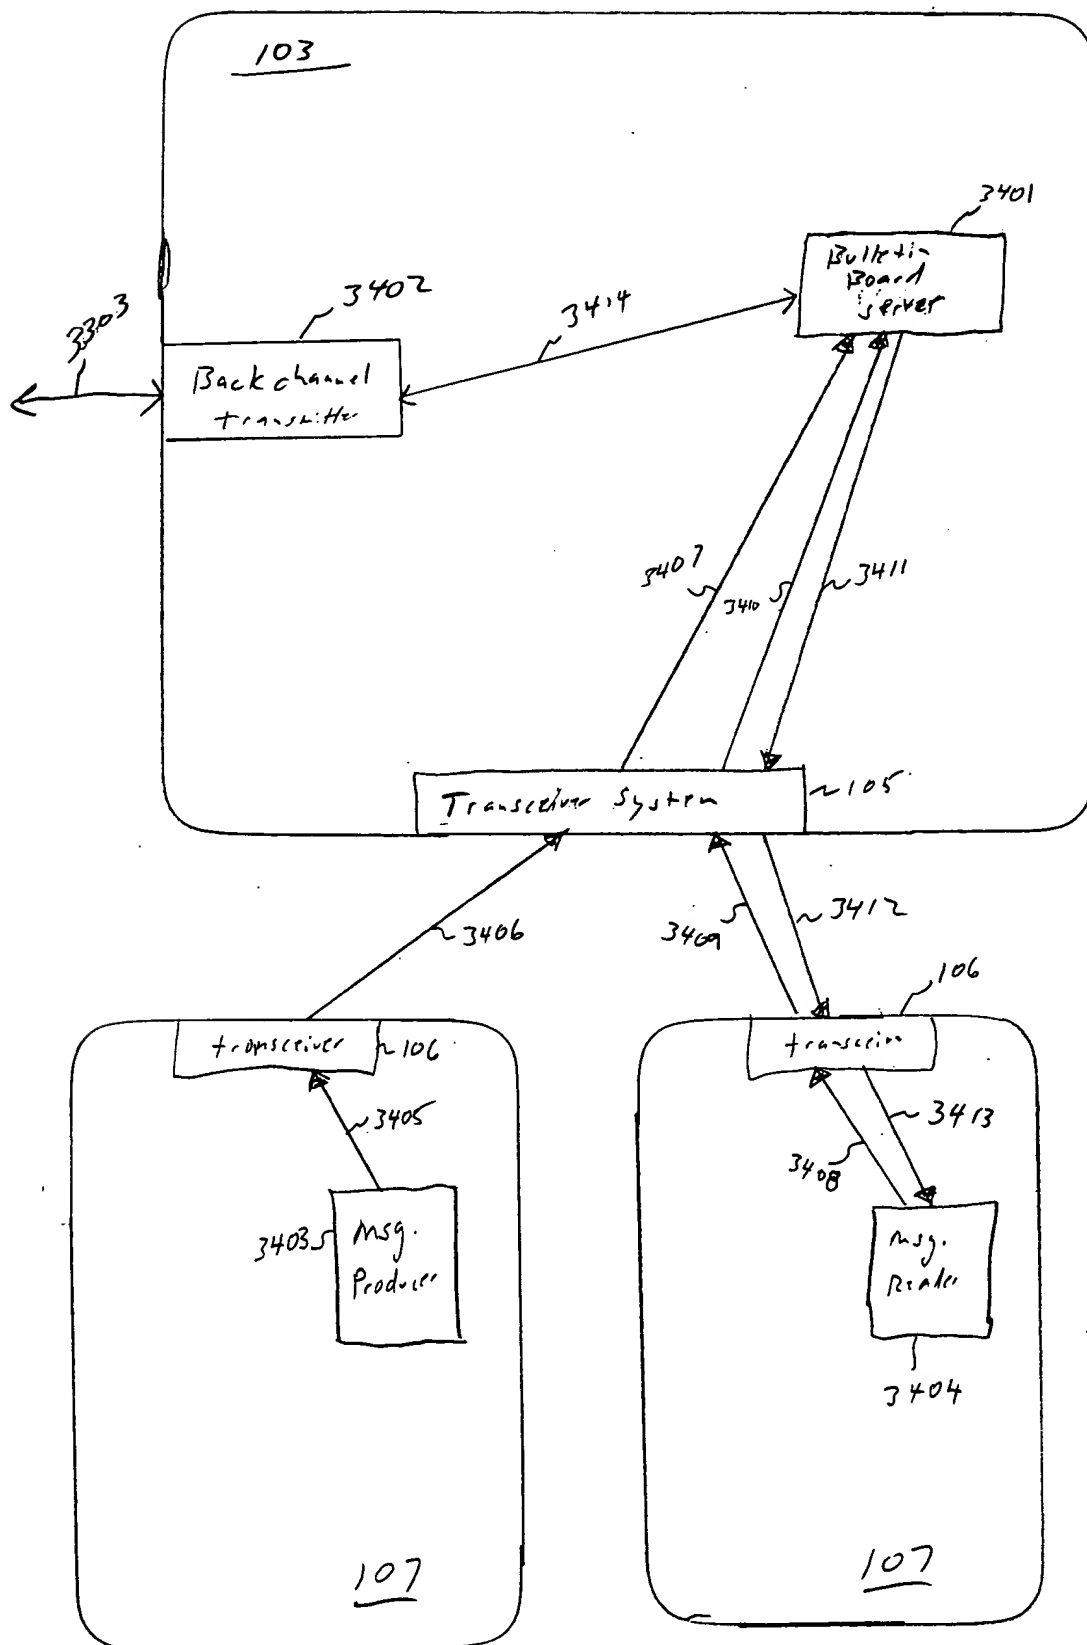 103
3401
Bulletin
Board
server
3402
3414
3303
Backchannel
transmitter
3407
3410
3411
Transceiver System
105
3406
3409
3412
106
transceiver
106
transceiver
3405
3413
3408
3403
Msg.
Producer
Msg.
Reader
3404
107
107